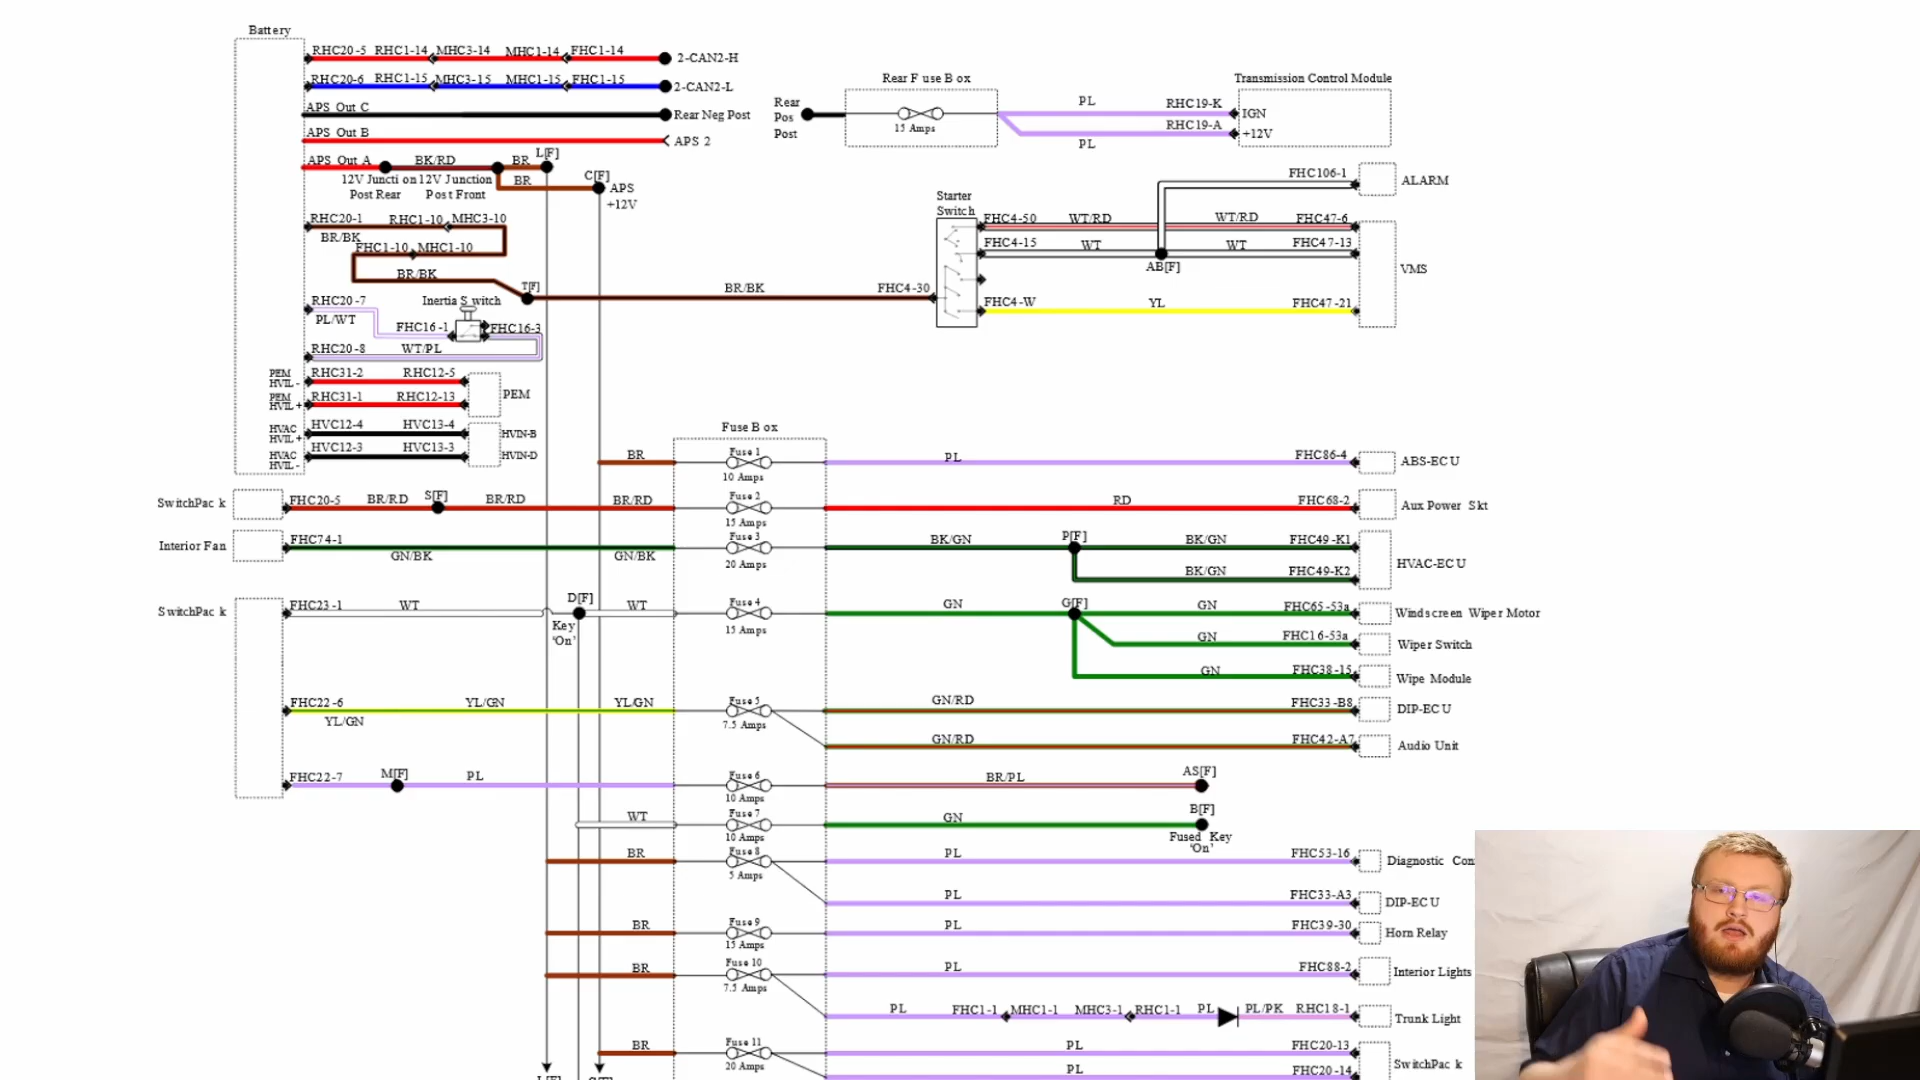 Battery
RHC20-5 RHC1-14 MHC3-14 MHC1-14 FHC1-14 2-CAN2-H
RHC20-6 RHC1-15 MHC3-15 MHC1-15 FHC1-15 2-CAN2-L
APS Out C Rear Neg Post
APS Out B APS 2
APS Out A BK/RD BR L[F]
12V Juncti on 12V Junction BR C[F] APS
Post Rear Post Front +12V
Rear F use B ox Transmission Control Module
Rear
Pos
Post
15 Amps
PL RHC19-K IGN
RHC19-A +12V
PL
FHC106-1 ALARM
Starter
Switch
FHC4-50 WT/RD WT/RD FHC47-6
FHC4-15 WT WT FHC47-13
AB[F] VMS
FHC4-W YL FHC47-21
RHC20-1 RHC1-10 MHC3-10
BR/BK
FHC1-10 MHC1-10
BR/BK T[F] BR/BK FHC4-30
RHC20-7 Inertia S witch
PL/WT FHC16-1 FHC16-3
RHC20-8 WT/PL
PEM
HVIL - RHC31-2 RHC12-5
PEM
HVIL + RHC31-1 RHC12-13
PEM
HVAC
HVIL + HVC12-4 HVC13-4 HVIN-B
HVAC
HVIL - HVC12-3 HVC13-3 HVIN-D
Fuse B ox
BR Fuse 1 PL FHC86-4 ABS-ECU
10 Amps
SwitchPac k FHC20-5 BR/RD S[F] BR/RD BR/RD Fuse 2 RD FHC68-2 Aux Power Skt
15 Amps
Interior Fan FHC74-1 Fuse 3 BK/GN P[F] BK/GN FHC49-K1
GN/BK GN/BK 20 Amps HVAC-ECU
BK/GN FHC49-K2
SwitchPac k FHC23-1 WT D[F] WT Fuse 4 GN G[F] GN FHC65-53a Windscreen Wiper Motor
Key
'On'
15 Amps
GN FHC16-53a Wiper Switch
GN FHC38-15 Wipe Module
FHC22-6 YL/GN YL/GN Fuse 5 GN/RD FHC33-B8 DIP-ECU
YL/GN 7.5 Amps
GN/RD FHC42-A7 Audio Unit
FHC22-7 M[F] PL Fuse 6 BR/PL AS[F]
10 Amps
WT Fuse 7 GN B[F]
10 Amps Fused Key
'On'
BR Fuse 8 PL FHC53-16 Diagnostic Con
5 Amps
PL FHC33-A3 DIP-ECU
BR Fuse 9 PL FHC39-30 Horn Relay
15 Amps
BR Fuse 10 PL FHC88-2 Interior Lights
7.5 Amps
PL FHC1-1 MHC1-1 MHC3-1 RHC1-1 PL PL/PK RHC18-1 Trunk Light
BR Fuse 11 PL FHC20-13
20 Amps SwitchPac k
PL FHC20-14